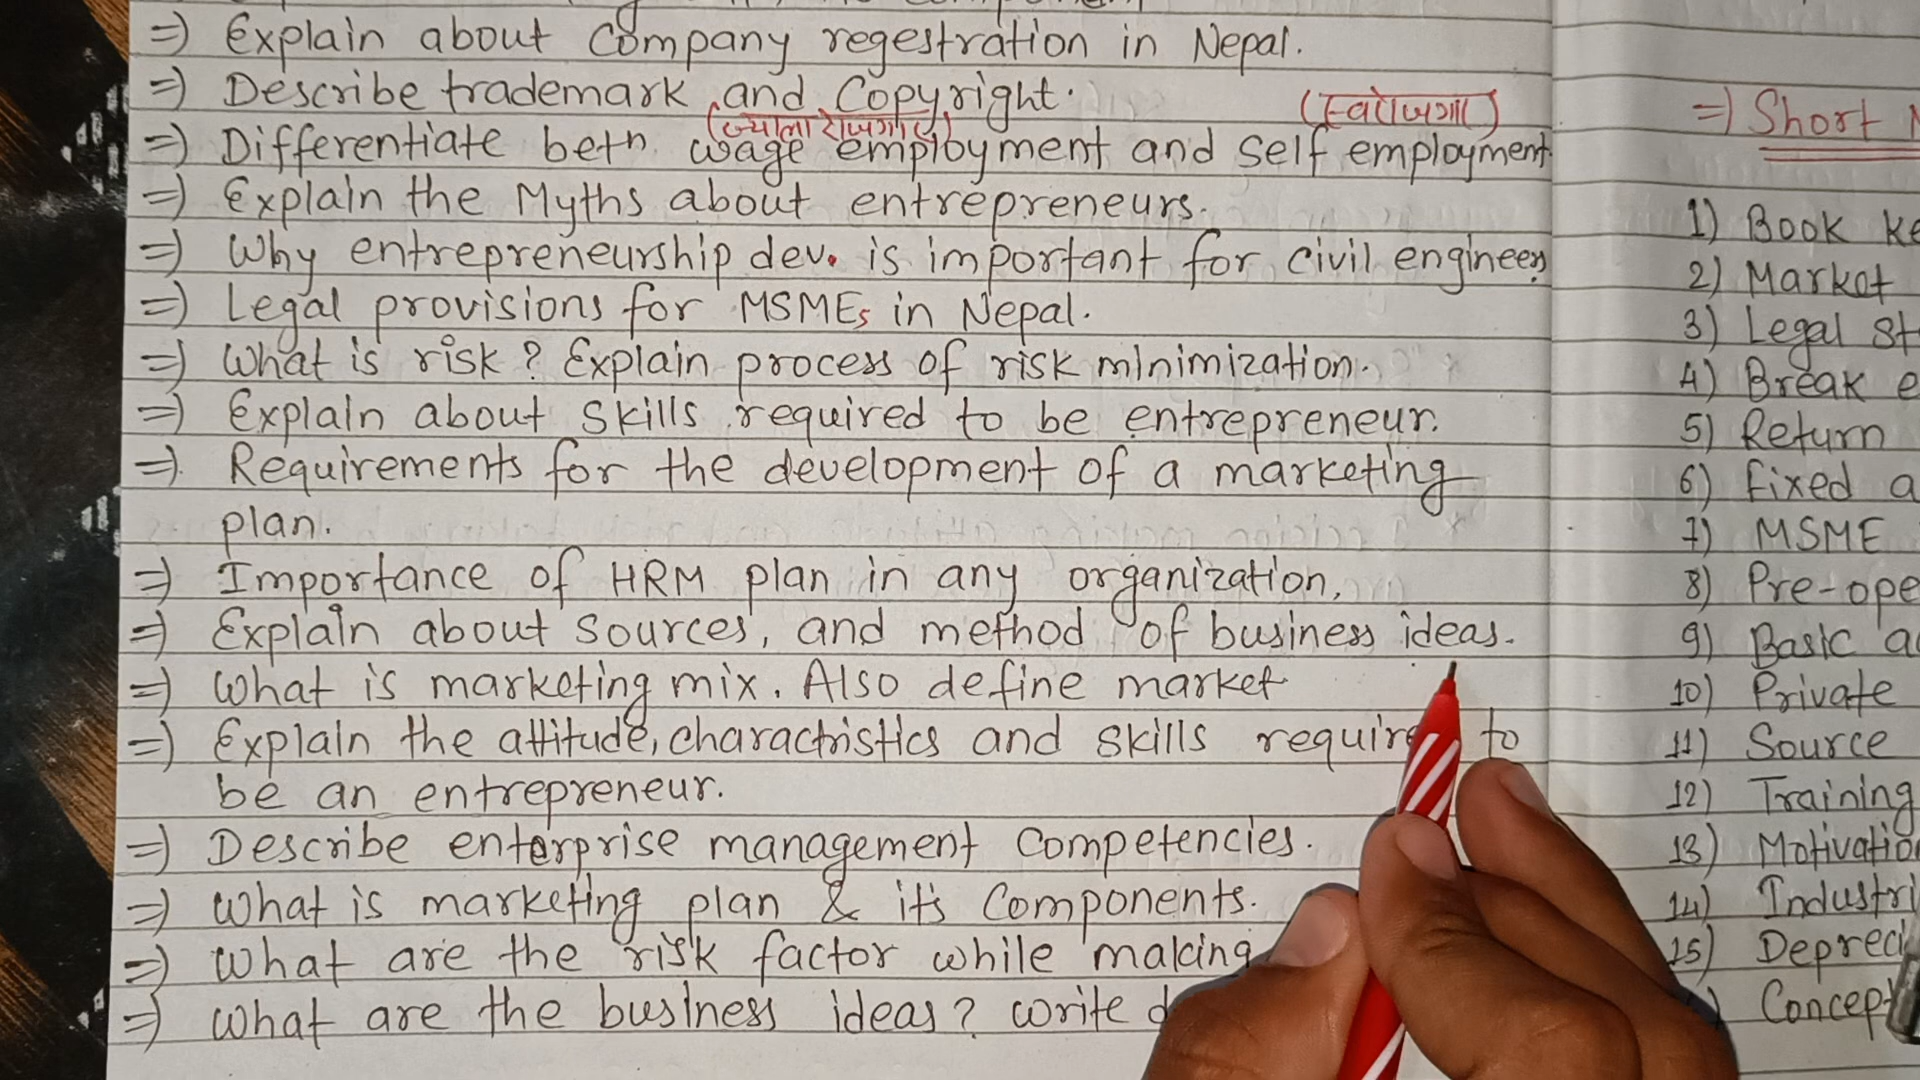 =) Explain about Company regestration in Nepal.
=) Describe trademark and Copyright.
=) Differentiate betn. wage employment and self employment
=) Explain the Myths about entrepreneurs.
=) Why entrepreneurship dev. is important for civil engineers
=) Legal provisions for MSMEs in Nepal.
=) What is risk? Explain process of risk minimization.
=) Explain about skills required to be entrepreneur.
=) Requirements for the development of a marketing
plan.
=) Importance of HRM plan in any organization,
=) Explain about sources, and method of business ideas.
=) What is marketing mix. Also define market
=) Explain the attitude, charactristics and skills require to
be an entrepreneur.
=) Describe enterprise management Competencies.
=) What is marketing plan & its Components.
=) What are the risk factor while making
=) What are the business ideas? Write
=) Short
1) Book
2) Market
3) Legal
4) Break
5) Return
6) Fixed
7) MSME
8) Pre-ope
9) Basic
10) Private
11) Source
12) Training
13) Motivatio
14) Industri
15) Depreci
Concept